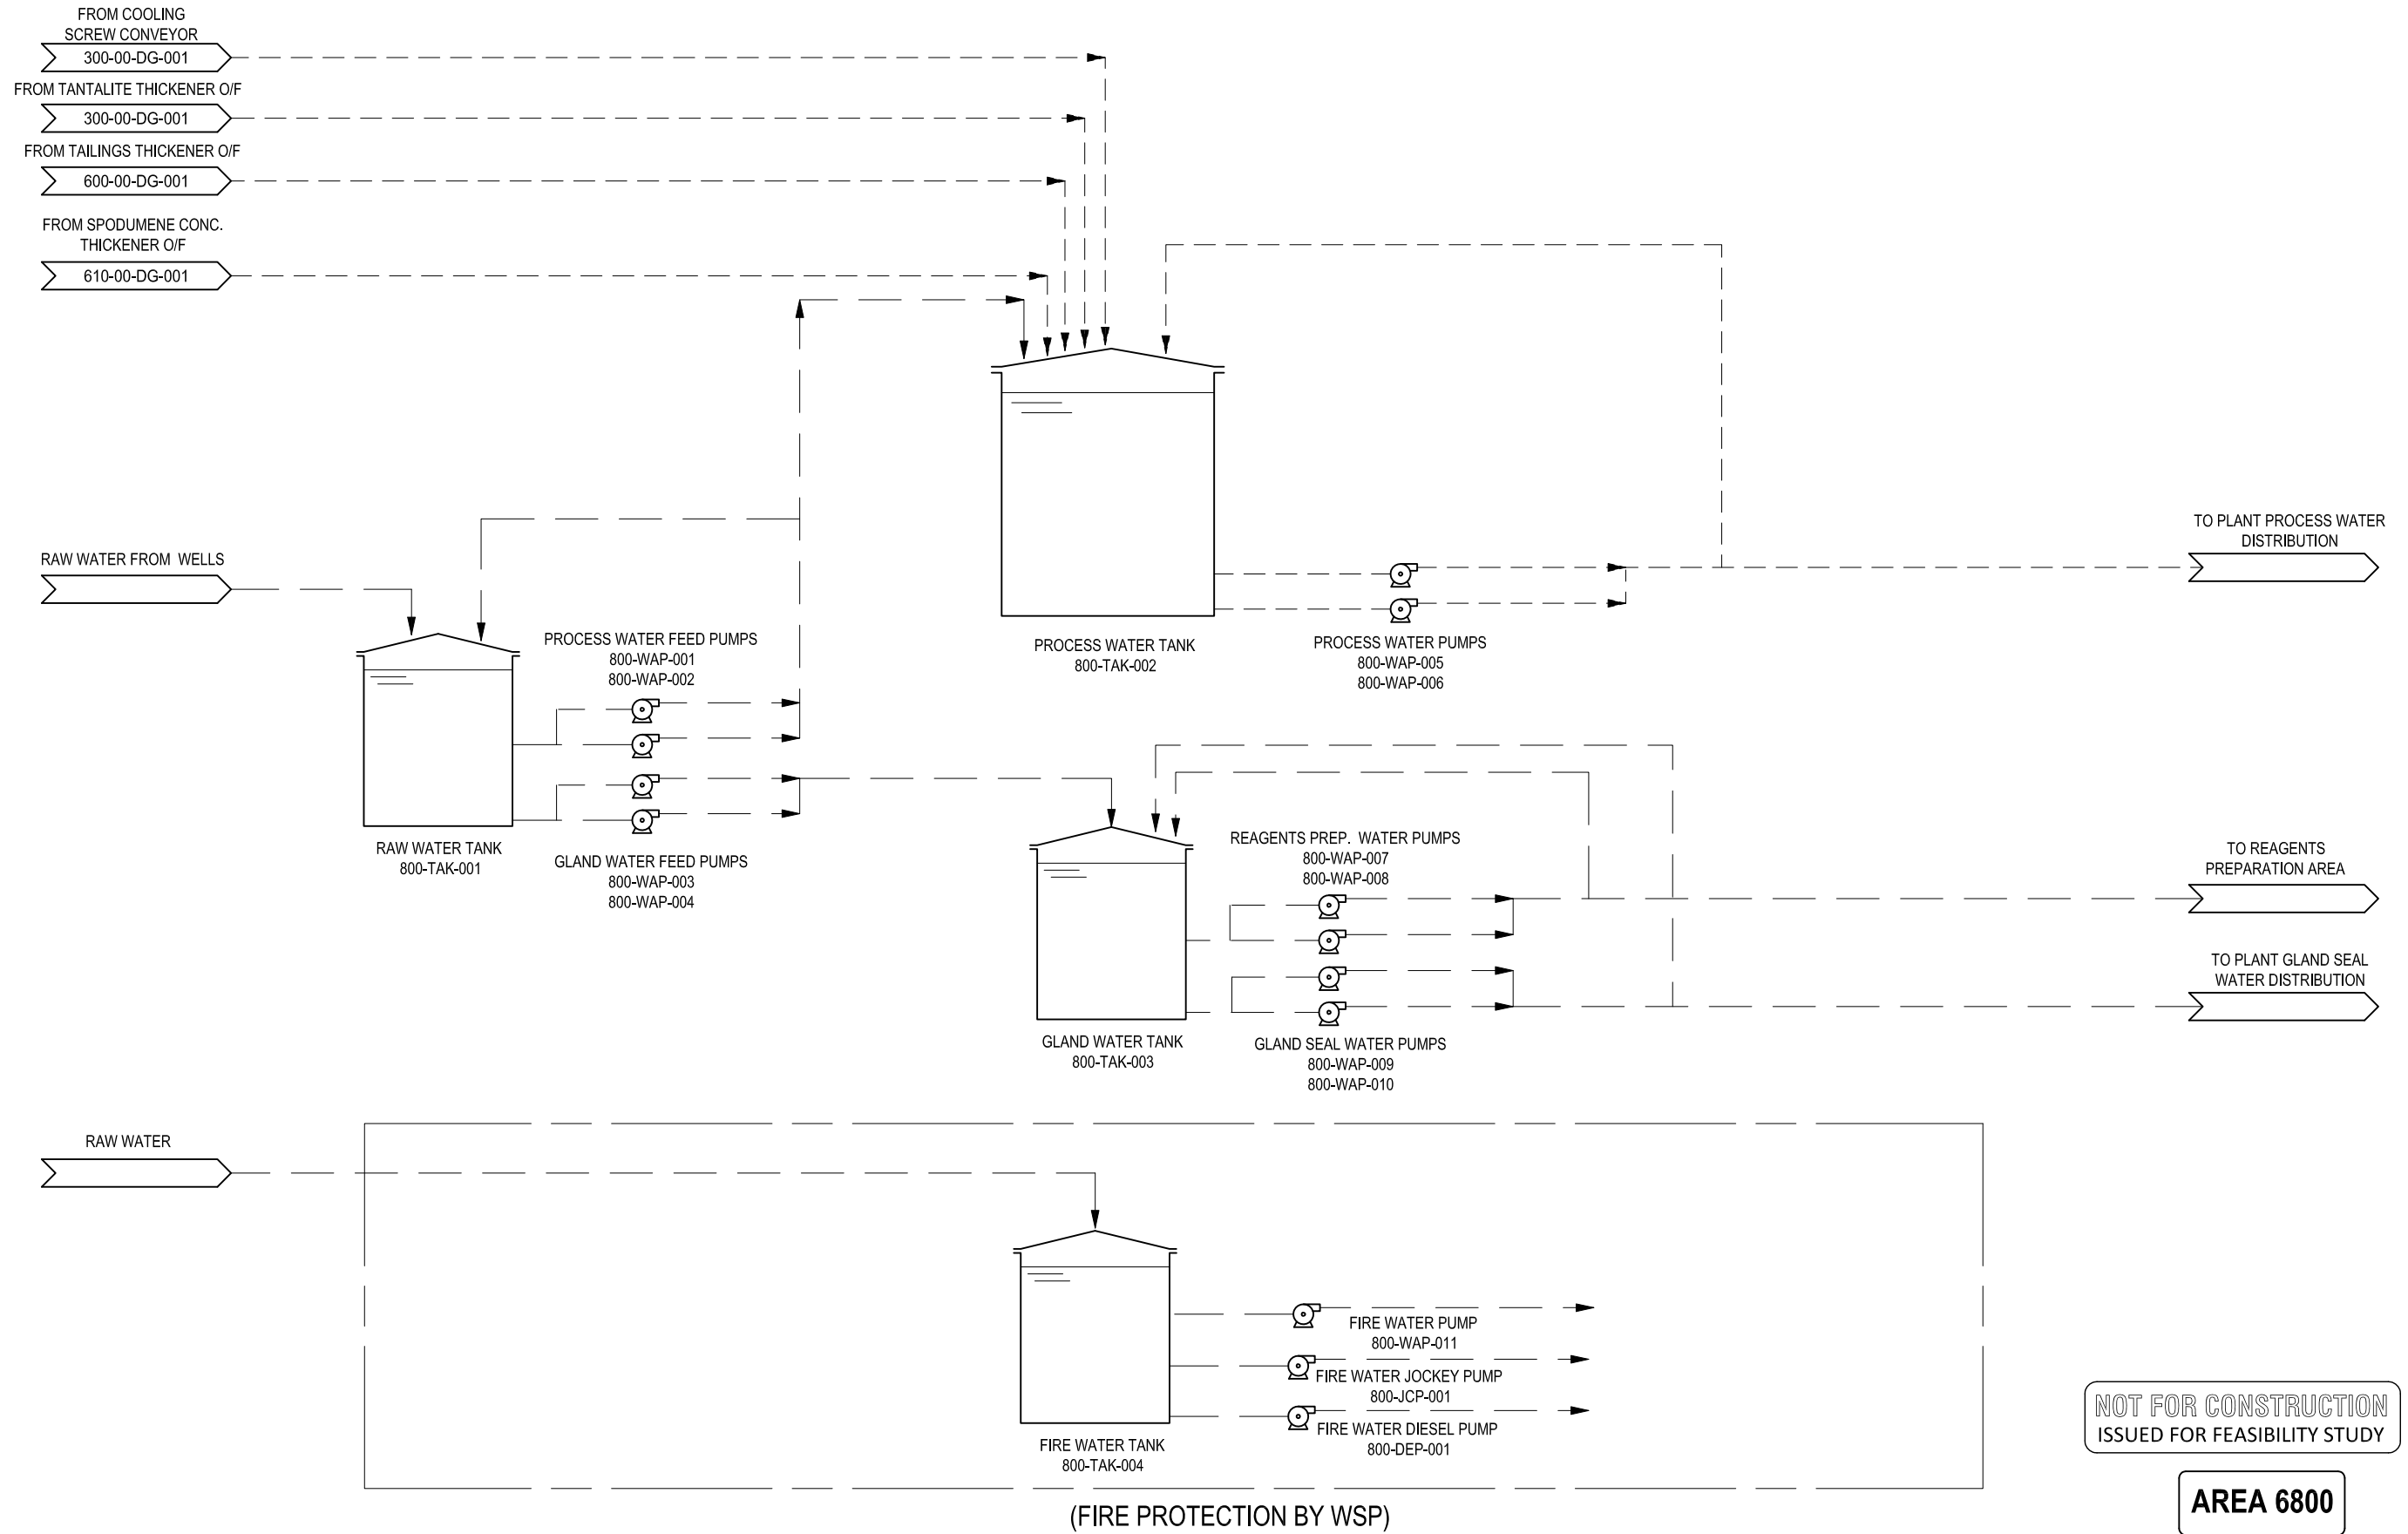 FROM COOLING
SCREW CONVEYOR
300-00-DG-001
FROM TANTALITE THICKENER O/F
300-00-DG-001
FROM TAILINGS THICKENER O/F
600-00-DG-001
FROM SPODUMENE CONC.
THICKENER O/F
610-00-DG-001
RAW WATER FROM WELLS
TO PLANT PROCESS WATER
DISTRIBUTION
PROCESS WATER FEED PUMPS
800-WAP-001
800-WAP-002
PROCESS WATER TANK
800-TAK-002
PROCESS WATER PUMPS
800-WAP-005
800-WAP-006
RAW WATER TANK
800-TAK-001
GLAND WATER FEED PUMPS
800-WAP-003
800-WAP-004
REAGENTS PREP. WATER PUMPS
800-WAP-007
800-WAP-008
TO REAGENTS
PREPARATION AREA
TO PLANT GLAND SEAL
WATER DISTRIBUTION
GLAND WATER TANK
800-TAK-003
GLAND SEAL WATER PUMPS
800-WAP-009
800-WAP-010
RAW WATER
FIRE WATER PUMP
800-WAP-011
FIRE WATER JOCKEY PUMP
800-JCP-001
FIRE WATER DIESEL PUMP
800-DEP-001
FIRE WATER TANK
800-TAK-004
(FIRE PROTECTION BY WSP)
NOT FOR CONSTRUCTION
ISSUED FOR FEASIBILITY STUDY
AREA 6800